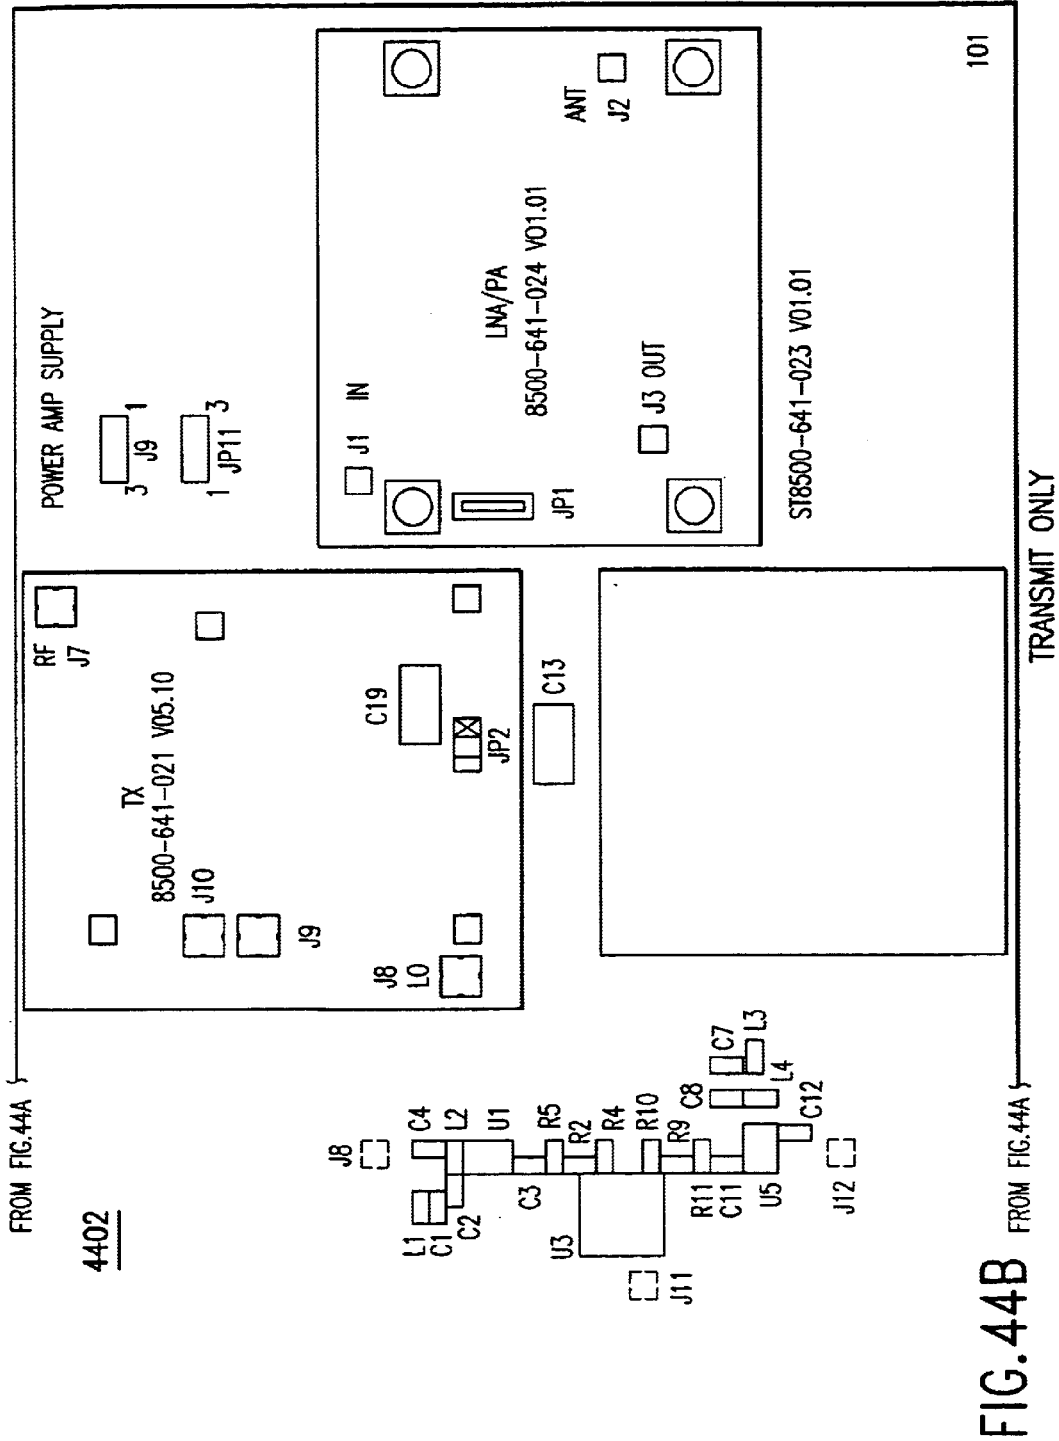 FROM FIG.44A
4402
J8
L1
C1
C4
L2
C2
U1
C3
R5
R2
U3
R4
R10
R9
R11
C11
U5
J11
J12
C8
C7
L3
L4
C12
RF
J7
TX
8500-641-021 V05.10
J10
J9
J8
LO
C19
JP2
C13
POWER AMP SUPPLY
3
1
J9
1
3
JP11
J1 IN
JP1
LNA/PA
8500-641-024 V01.01
ANT
J2
J3 OUT
ST8500-641-023 V01.01
101
FROM FIG.44A
TRANSMIT ONLY
FIG.44B